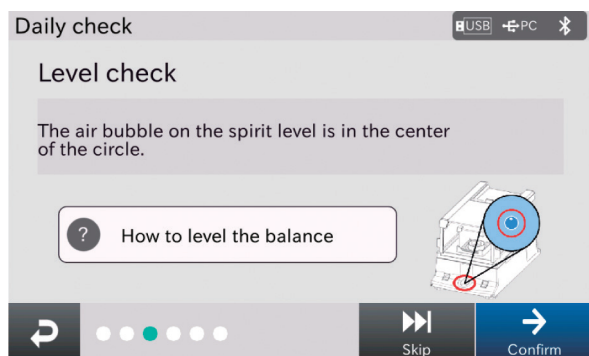 Daily check
USB PC
Level check
The air bubble on the spirit level is in the center
of the circle.
? How to level the balance
Skip
Confirm